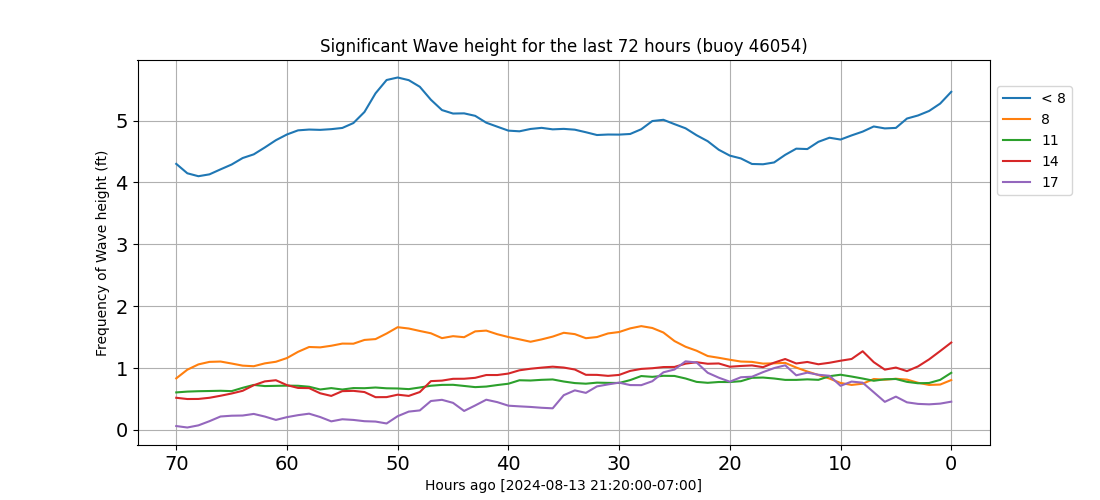 Significant Wave height for the last 72 hours (buoy 46054)
Frequency of Wave height (ft)
5
4
3
2
1
0
70 60 50 40 30 20 10 0
Hours ago [2024-08-13 21:20:00-07:00]
< 8
8
11
14
17